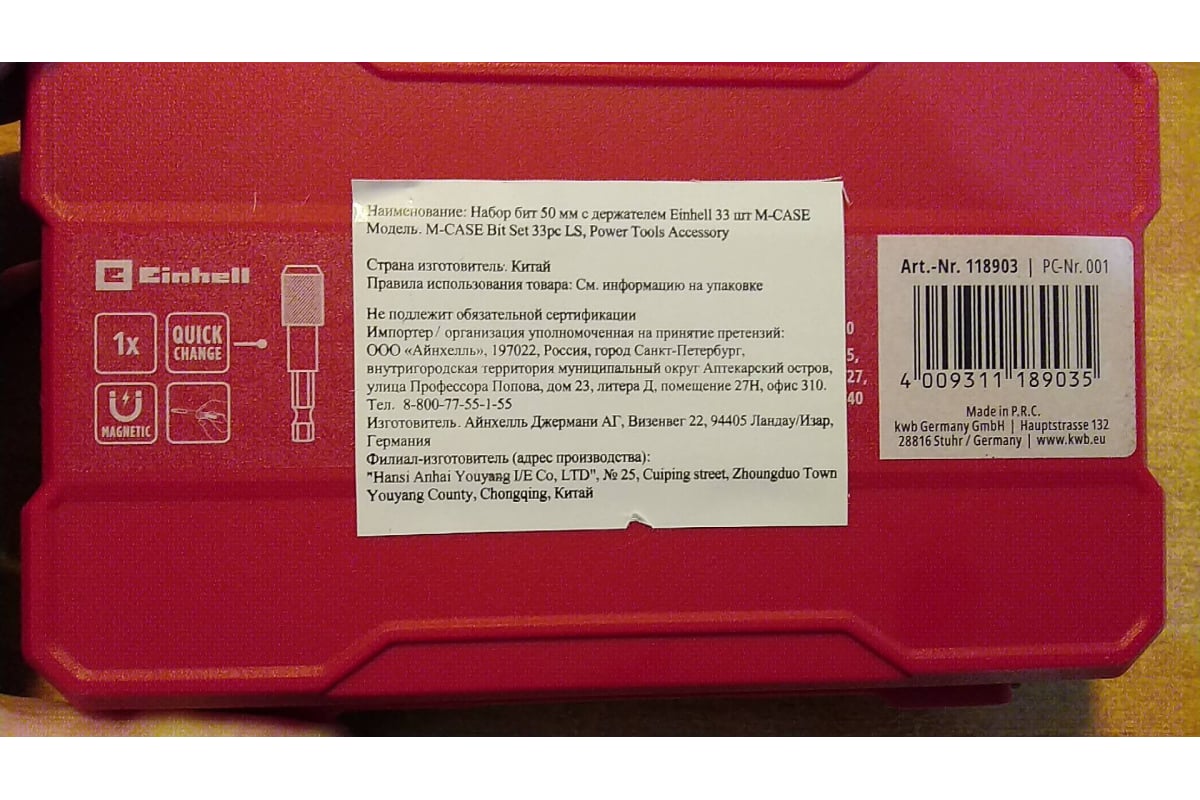 Наименование: Набор бит 50 мм с держателем Einhell 33 шт M-CASE
Модель. M-CASE Bit Set 33pc LS, Power Tools Accessory
Страна изготовитель. Китай
Правила использования товара: См. информацию на упаковке
Не подлежит обязательной сертификации
Импортер / организация уполномоченная на принятие претензий:
ООО «Айнхелль», 197022, Россия, город Санкт-Петербург,
внутригородская территория муниципальный округ Аптекарский остров,
улица Профессора Попова, дом 23, литера Д, помещение 27Н, офис 310.
Тел. 8-800-77-55-1-55
Изготовитель. Айнхелль Джермани АГ, Визенвег 22, 94405 Ландау/Изар,
Германия
Филиал-изготовитель (адрес производства):
"Hansi Anhai Youyang I/E Co, LTD", № 25, Cuiping street, Zhoungduo Town
Youyang County, Chongqing, Китай
Einhell
1x
QUICK
CHANGE
MAGNETIC
0
5,
27,
40
Art.-Nr. 118903 | PC-Nr. 001
4 009311 189035
Made in P.R.C.
kwb Germany GmbH | Hauptstrasse 132
28816 Stuhr / Germany | www.kwb.eu